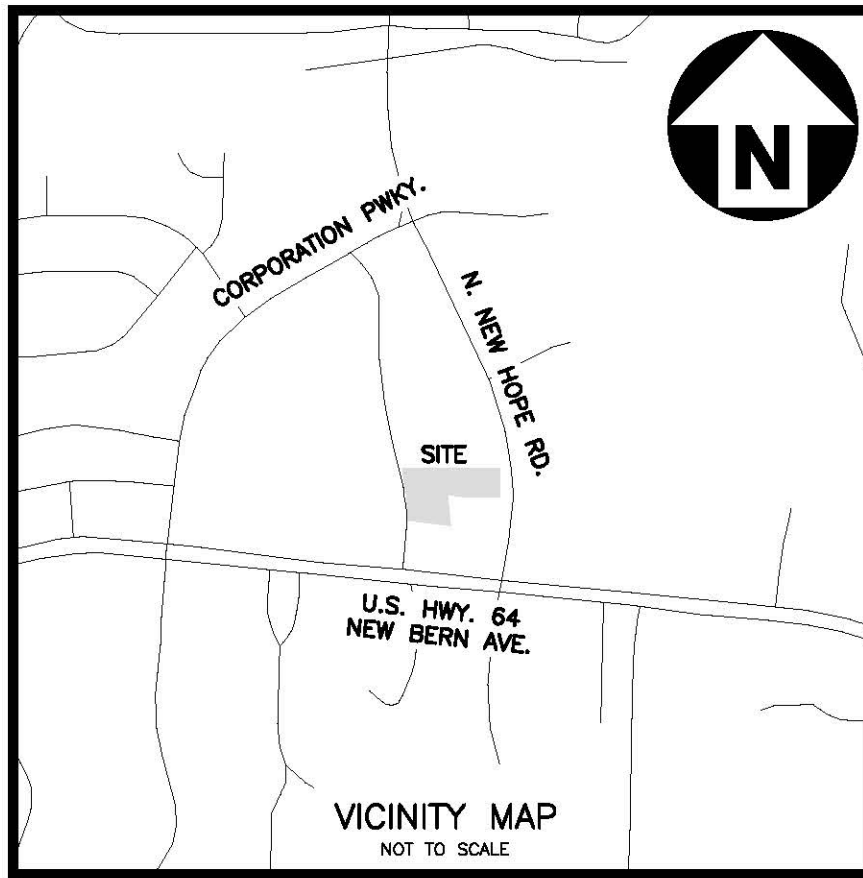 N
CORPORATION PWKY.
N. NEW HOPE RD.
SITE
U.S. HWY. 64
NEW BERN AVE.
VICINITY MAP
NOT TO SCALE